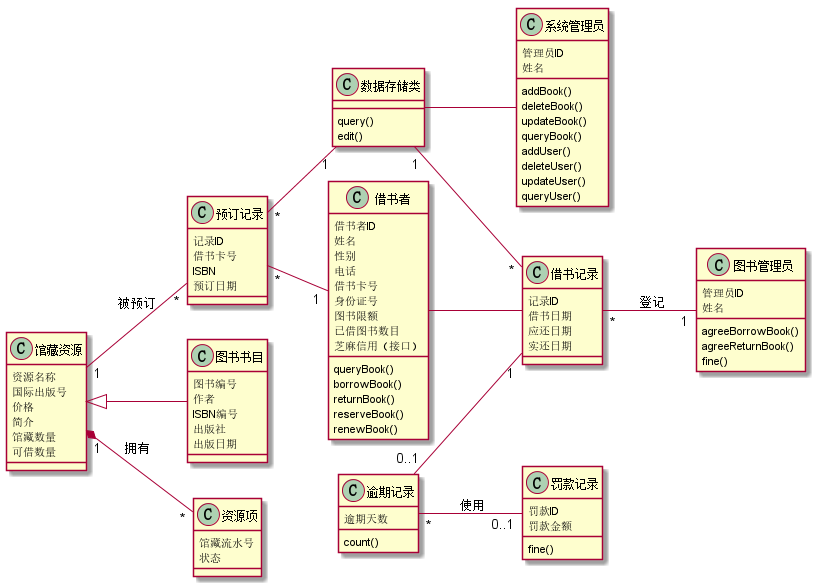 C 系统管理员
管理员ID
姓名
addBook()
deleteBook()
updateBook()
queryBook()
addUser()
deleteUser()
updateUser()
queryUser()
C 数据存储类
query()
edit()
1
1
C 借书者
借书者ID
姓名
性别
电话
借书卡号
身份证号
图书限额
已借图书数目
芝麻信用（接口）
queryBook()
borrowBook()
returnBook()
reserveBook()
renewBook()
C 预订记录
记录ID
借书卡号
ISBN
预订日期
*
*
1
*
C 借书记录
记录ID
借书日期
应还日期
实还日期
登记
*
1
C 图书管理员
管理员ID
姓名
agreeBorrowBook()
agreeReturnBook()
fine()
被预订
*
1
C 馆藏资源
资源名称
国际出版号
价格
简介
馆藏数量
可借数量
C 图书书目
图书编号
作者
ISBN编号
出版社
出版日期
1
拥有
*
C 资源项
馆藏流水号
状态
1
0..1
C 逾期记录
逾期天数
count()
使用
*
0..1
C 罚款记录
罚款ID
罚款金额
fine()